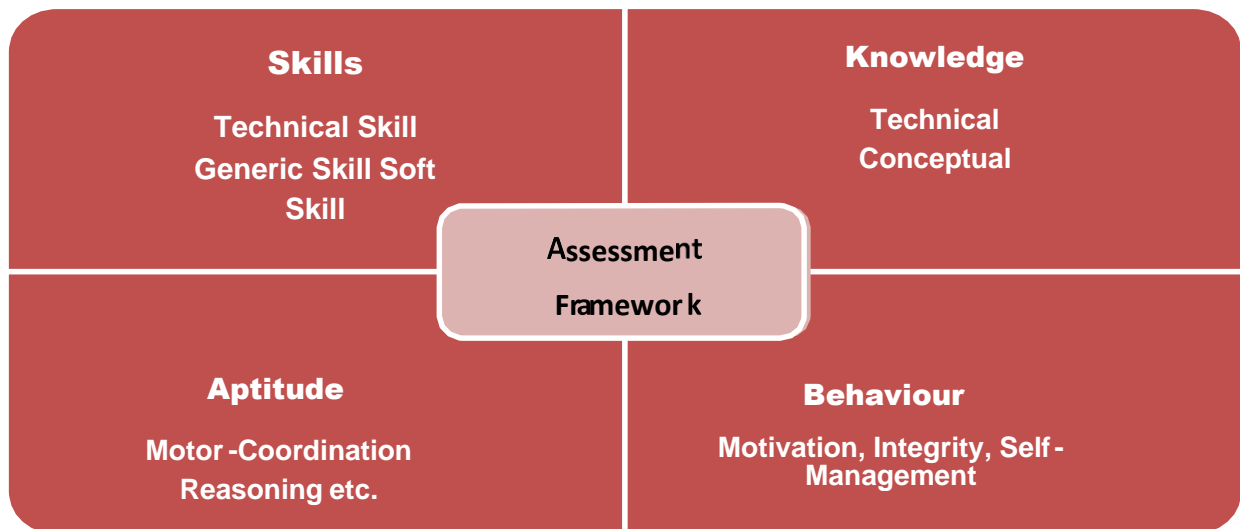 Skills
Technical Skill
Generic Skill Soft
Skill
Knowledge
Technical
Conceptual
Assessment
Framework
Aptitude
Motor-Coordination
Reasoning etc.
Behaviour
Motivation, Integrity, Self-
Management